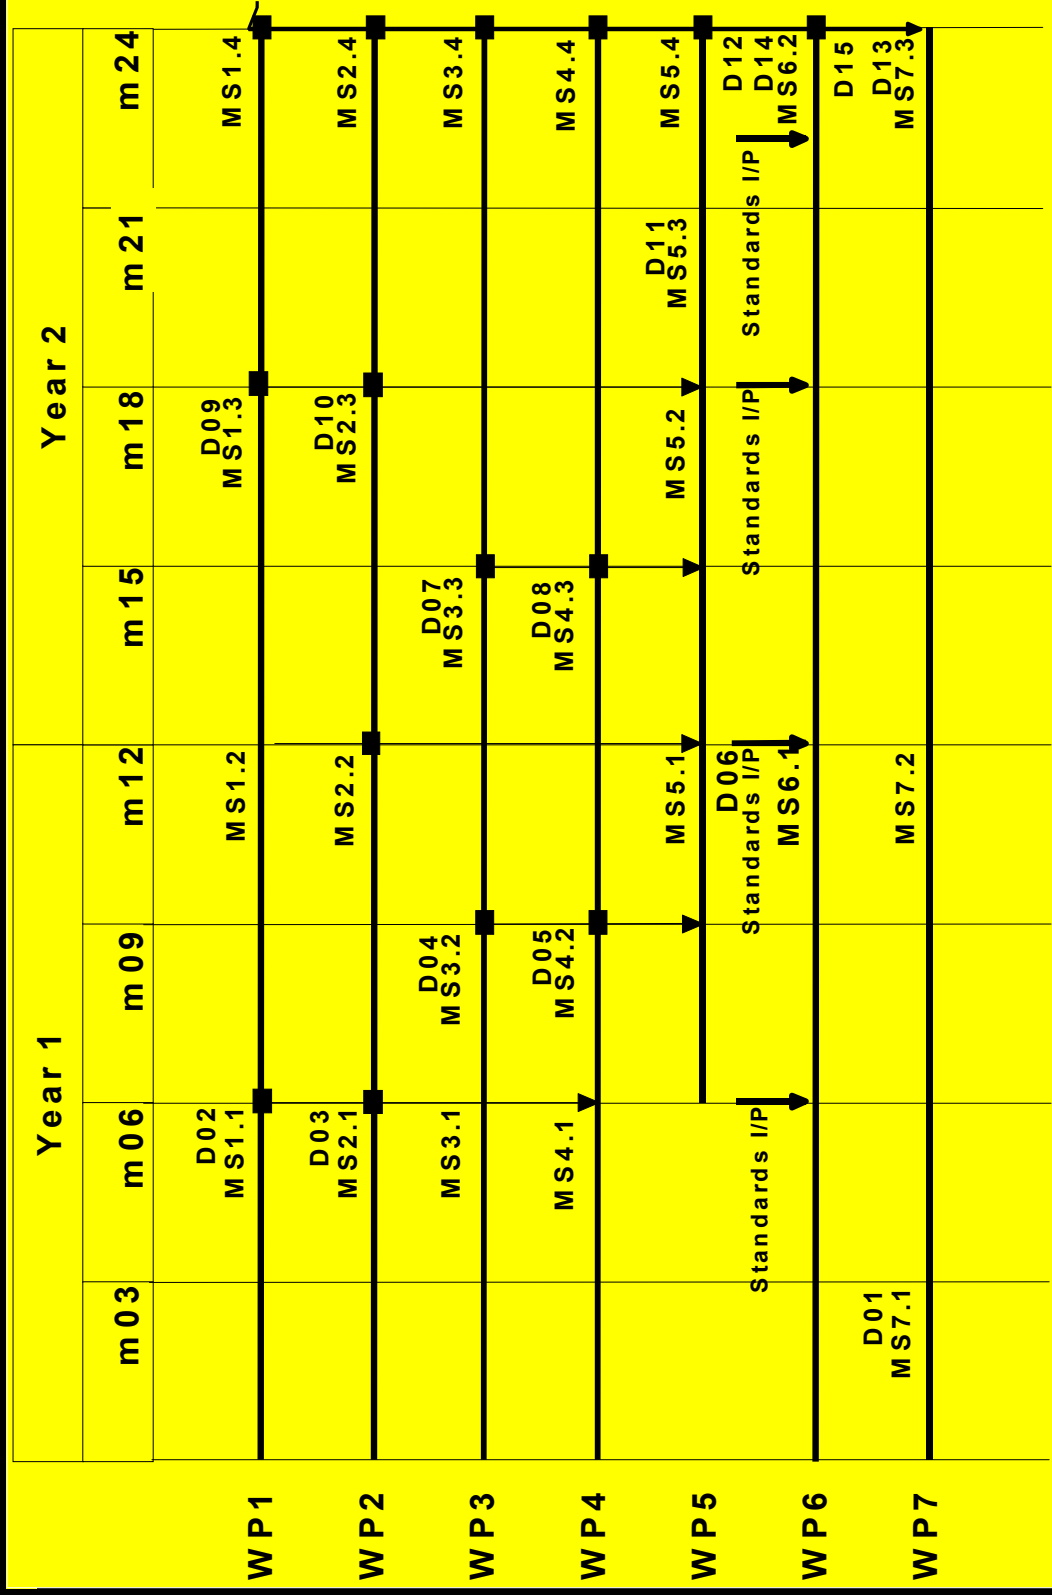 Year 1
Year 2
m03
m06
m09
m12
m15
m18
m21
m24
WP1
D02
MS1.1
MS1.2
D09
MS1.3
MS1.4
WP2
D03
MS2.1
MS2.2
D10
MS2.3
MS2.4
WP3
MS3.1
D04
MS3.2
D07
MS3.3
MS3.4
WP4
MS4.1
D05
MS4.2
D08
MS4.3
MS4.4
WP5
MS5.1
MS5.2
D11
MS5.3
MS5.4
WP6
Standards I/P
D06
Standards I/P
MS6.1
Standards I/P
Standards I/P
D12
D14
MS6.2
WP7
D01
MS7.1
MS7.2
D15
D13
MS7.3